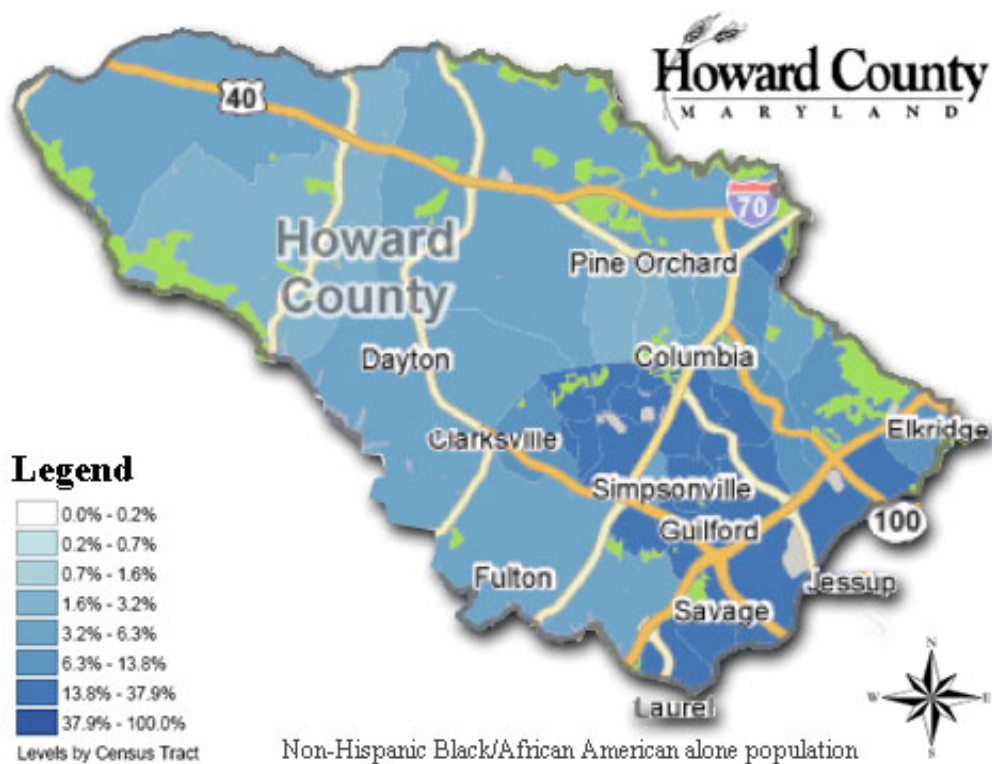 Howard County
MARYLAND
40
70
Howard
County
Pine Orchard
Dayton
Columbia
Clarksville
Elkridge
Simpsonville
Guilford
100
Fulton
Jessup
Savage
Laurel
Legend
0.0% - 0.2%
0.2% - 0.7%
0.7% - 1.6%
1.6% - 3.2%
3.2% - 6.3%
6.3% - 13.8%
13.8% - 37.9%
37.9% - 100.0%
Levels by Census Tract
Non-Hispanic Black/African American alone population
N
W
E
S